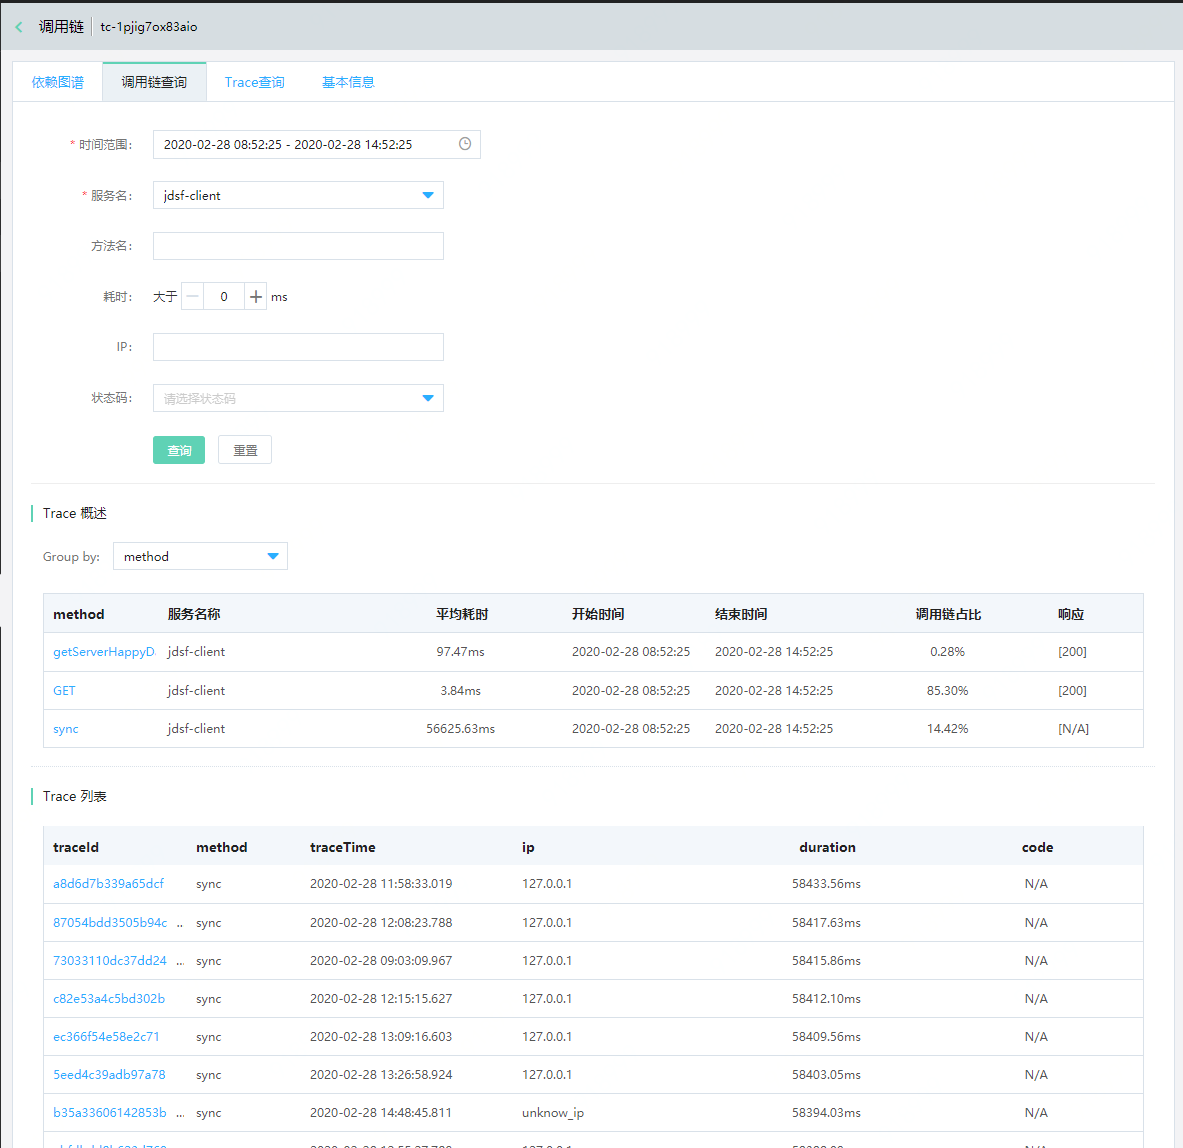 调用链 tc-1pjig7ox83aio
依赖图谱 调用链查询 Trace查询 基本信息
* 时间范围: 2020-02-28 08:52:25 - 2020-02-28 14:52:25
* 服务名: jdsf-client
方法名:
耗时: 大于 0 ms
IP:
状态码: 请选择状态码
查询 重置
Trace 概述
Group by: method
method 服务名称 平均耗时 开始时间 结束时间 调用链占比 响应
getServerHappyD jdsf-client 97.47ms 2020-02-28 08:52:25 2020-02-28 14:52:25 0.28% [200]
GET jdsf-client 3.84ms 2020-02-28 08:52:25 2020-02-28 14:52:25 85.30% [200]
sync jdsf-client 56625.63ms 2020-02-28 08:52:25 2020-02-28 14:52:25 14.42% [N/A]
Trace 列表
traceId method traceTime ip duration code
a8d6d7b339a65dcf sync 2020-02-28 11:58:33.019 127.0.0.1 58433.56ms N/A
87054bdd3505b94c .. sync 2020-02-28 12:08:23.788 127.0.0.1 58417.63ms N/A
73033110dc37dd24 ... sync 2020-02-28 09:03:09.967 127.0.0.1 58415.86ms N/A
c82e53a4c5bd302b sync 2020-02-28 12:15:15.627 127.0.0.1 58412.10ms N/A
ec366f54e58e2c71 sync 2020-02-28 13:09:16.603 127.0.0.1 58409.56ms N/A
5eed4c39adb97a78 sync 2020-02-28 13:26:58.924 127.0.0.1 58403.05ms N/A
b35a33606142853b ... sync 2020-02-28 14:48:45.811 unknow_ip 58394.03ms N/A